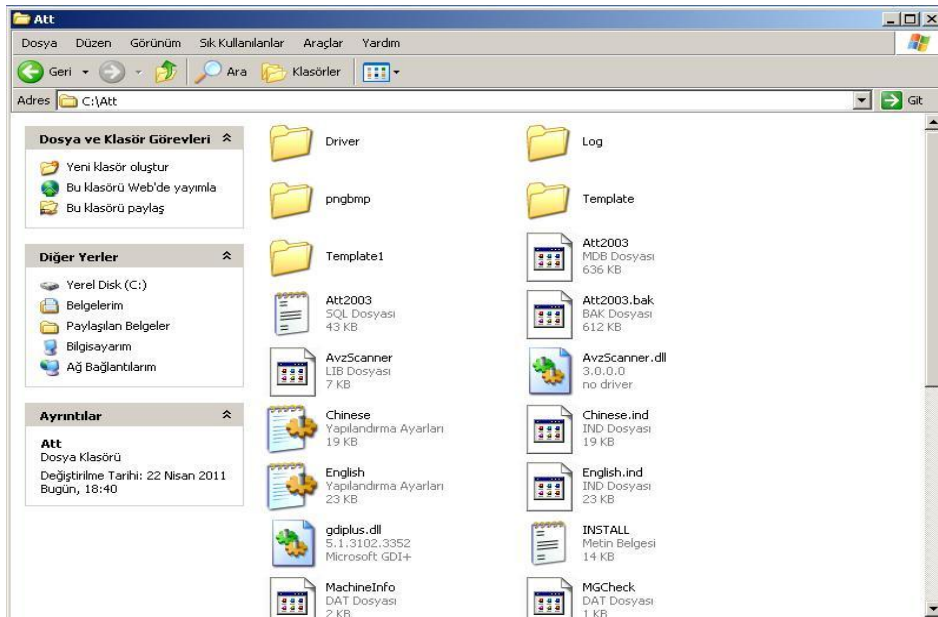 Att
Dosya Düzen Görünüm Sık Kullanılanlar Araçlar Yardım
Geri Ara Klasörler
Adres C:\Att Git
Dosya ve Klasör Görevleri
Yeni klasör oluştur
Bu klasörü Web'de yayımla
Bu klasörü paylaş
Diğer Yerler
Yerel Disk (C:)
Belgelerim
Paylaşılan Belgeler
Bilgisayarım
Ağ Bağlantılarım
Ayrıntılar
Att
Dosya Klasörü
Değiştirilme Tarihi: 22 Nisan 2011
Bugün, 18:40
Driver
Log
pngbmp
Template
Template1
Att2003
MDB Dosyası
636 KB
Att2003
SQL Dosyası
43 KB
Att2003.bak
BAK Dosyası
612 KB
AvzScanner
LIB Dosyası
7 KB
AvzScanner.dll
3.0.0.0
no driver
Chinese
Yapılandırma Ayarları
19 KB
Chinese.ind
IND Dosyası
19 KB
English
Yapılandırma Ayarları
23 KB
English.ind
IND Dosyası
23 KB
gdiplus.dll
5.1.3102.3352
Microsoft GDI+
INSTALL
Metin Belgesi
14 KB
MachineInfo
DAT Dosyası
2 KB
MGCheck
DAT Dosyası
1 KB